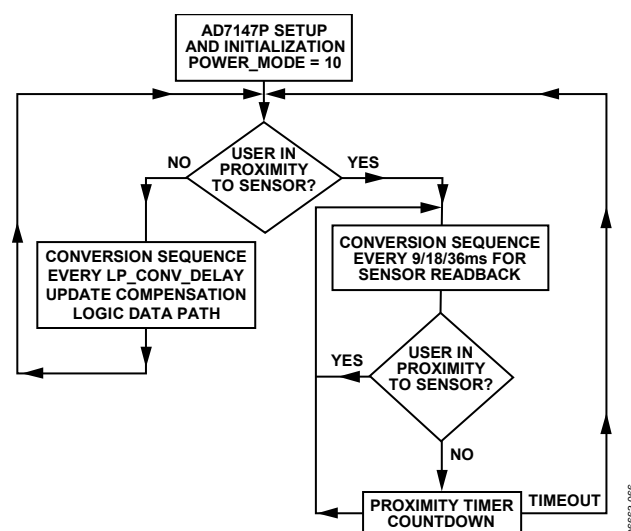 AD7147P SETUP
AND INITIALIZATION
POWER_MODE = 10
NO
USER IN
PROXIMITY
TO SENSOR?
YES
CONVERSION SEQUENCE
EVERY LP_CONV_DELAY
UPDATE COMPENSATION
LOGIC DATA PATH
CONVERSION SEQUENCE
EVERY 9/18/36ms FOR
SENSOR READBACK
YES
USER IN
PROXIMITY
TO SENSOR?
NO
PROXIMITY TIMER
COUNTDOWN
TIMEOUT